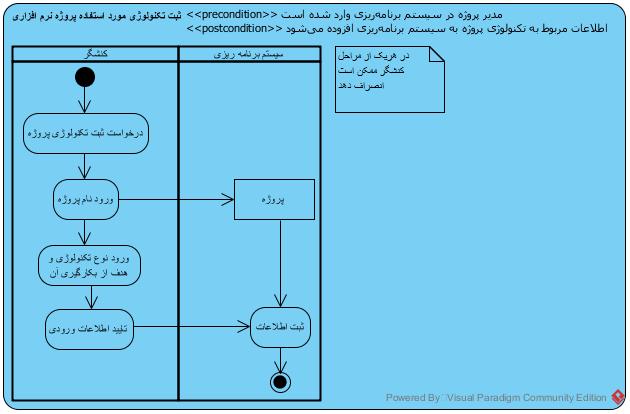 ثبت تکنولوژی مورد استفاده پروژه نرم افزاری <<precondition>> مدیر پروژه در سیستم برنامه‌ریزی وارد شده است
<<postcondition>> اطلاعات مربوط به تکنولوژی پروژه به سیستم برنامه‌ریزی افزوده می‌شود
کنشگر
سیستم برنامه ریزی
در هریک از مراحل
کنشگر ممکن است
انصراف دهد
درخواست ثبت تکنولوژی پروژه
ورود نام پروژه
پروژه
ورود نوع تکنولوژی و
هدف از بکارگیری آن
تایید اطلاعات ورودی
ثبت اطلاعات
Powered By Visual Paradigm Community Edition